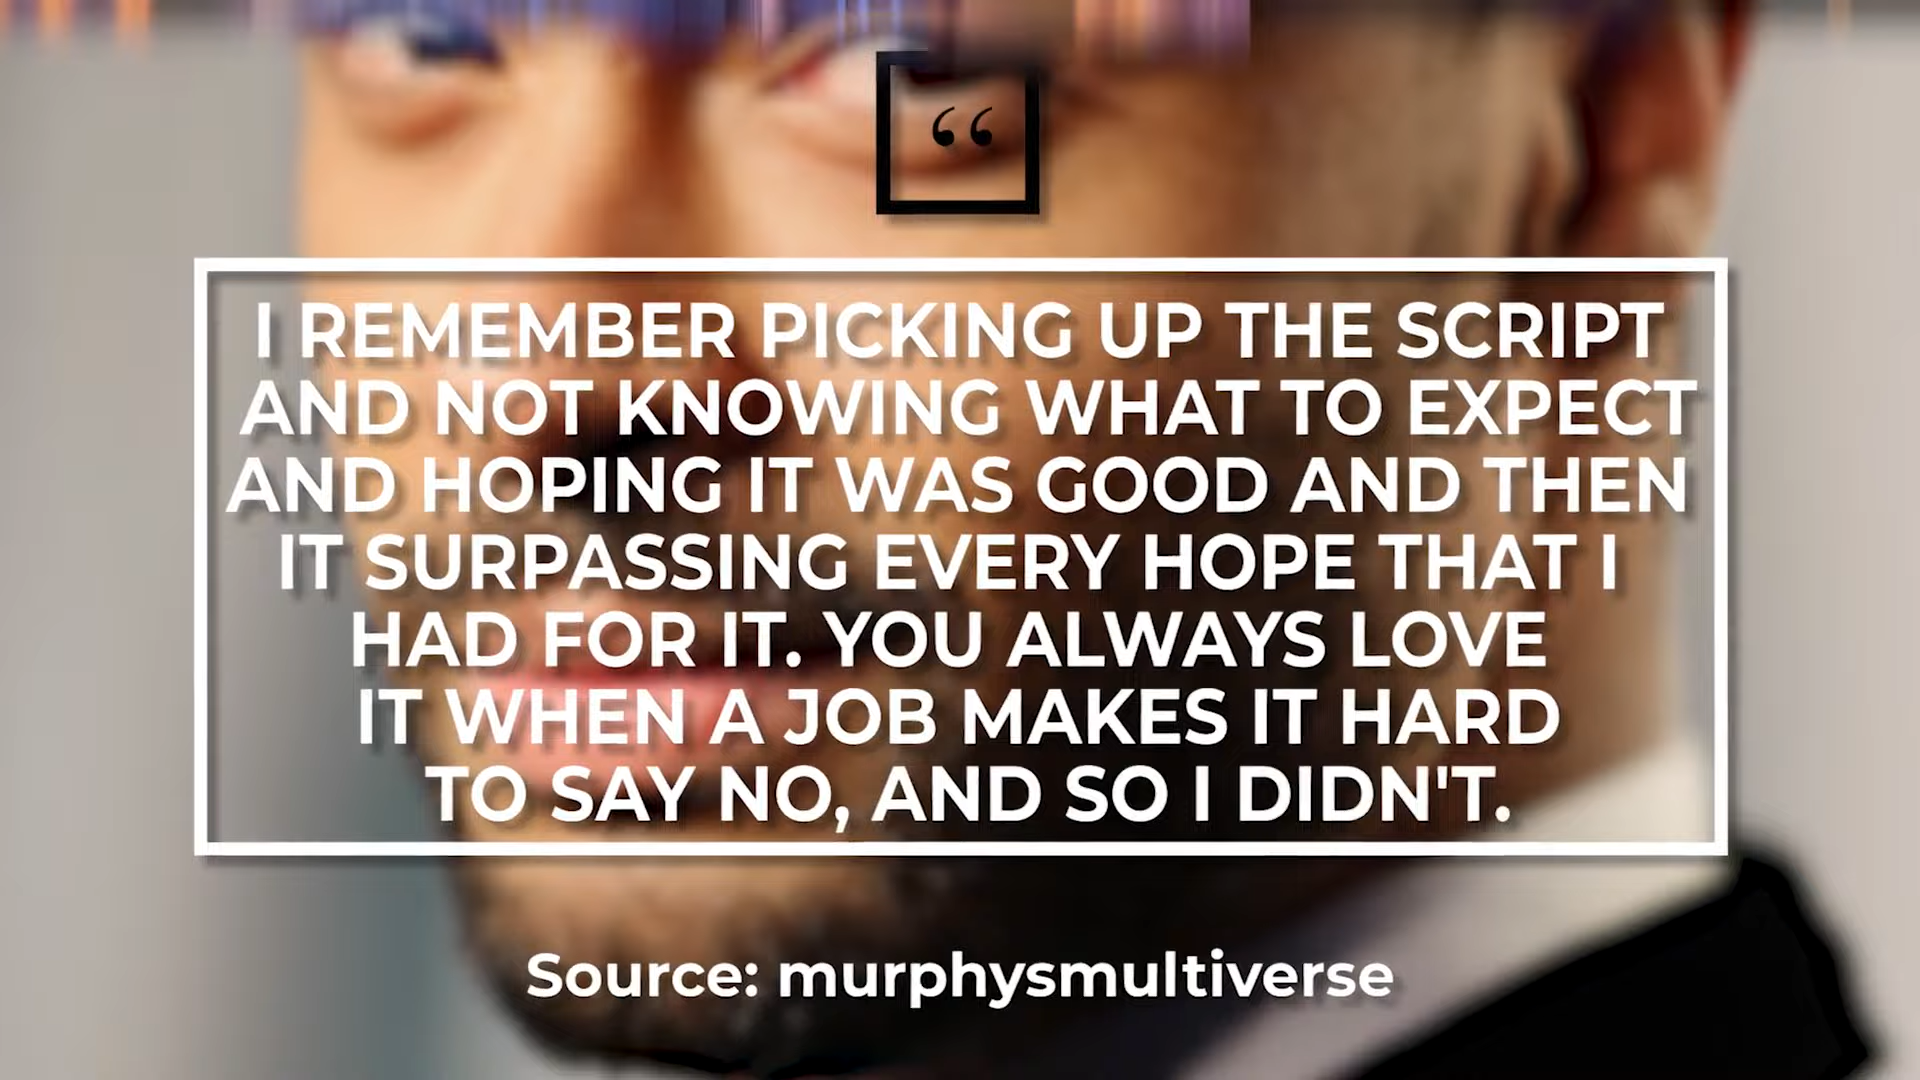 “
I REMEMBER PICKING UP THE SCRIPT
AND NOT KNOWING WHAT TO EXPECT
AND HOPING IT WAS GOOD AND THEN
IT SURPASSING EVERY HOPE THAT I
HAD FOR IT. YOU ALWAYS LOVE
IT WHEN A JOB MAKES IT HARD
TO SAY NO, AND SO I DIDN'T.
Source: murphysmultiverse